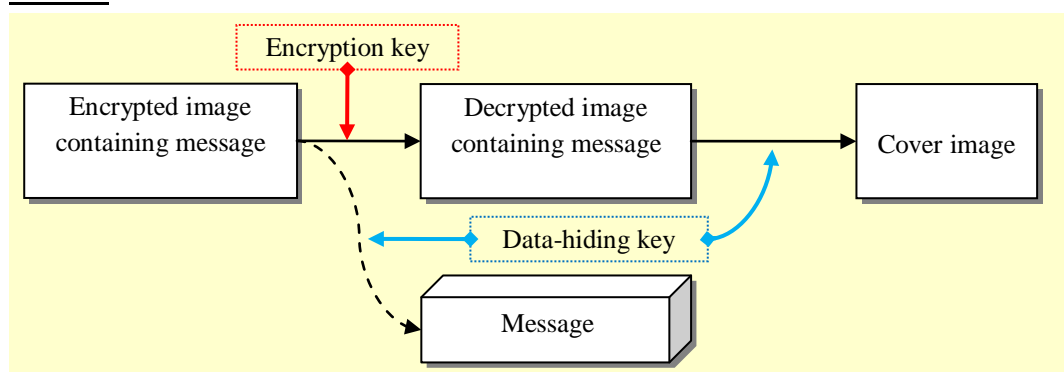 Encryption key
Encrypted image
containing message
Decrypted image
containing message
Cover image
Data-hiding key
Message